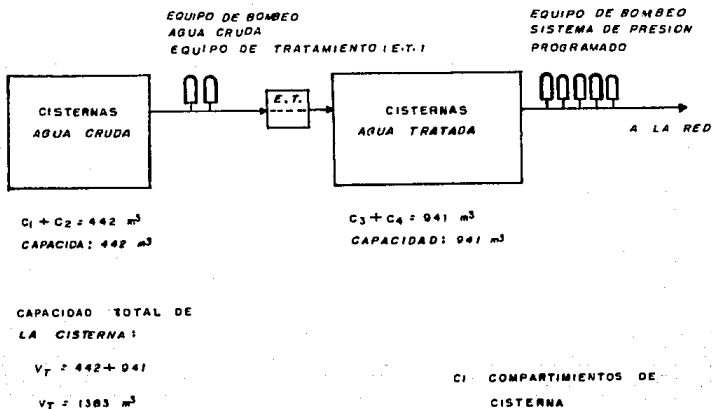 EQUIPO DE BOMBEO
AGUA CRUDA
EQUIPO DE TRATAMIENTO (E.T.)
EQUIPO DE BOMBEO
SISTEMA DE PRESION
PROGRAMADO
CISTERNAS
AGUA CRUDA
E.T.
CISTERNAS
AGUA TRATADA
A LA RED
C1 + C2 = 442 m3
CAPACIDA: 442 m3
C3 + C4 = 941 m3
CAPACIDAD: 941 m3
CAPACIDAD TOTAL DE
LA CISTERNA:
VT = 442+941
VT = 1383 m3
CI COMPARTIMIENTOS DE
CISTERNA